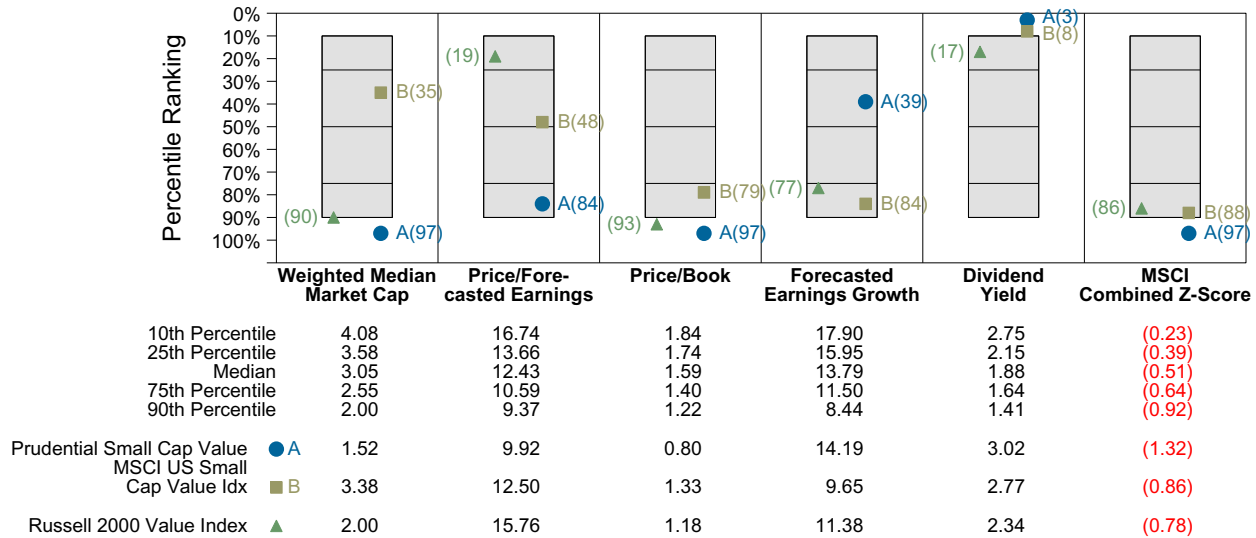 Percentile Ranking
0%
10%
20%
30%
40%
50%
60%
70%
80%
90%
100%
(90)
B(35)
A(97)
(19)
B(48)
A(84)
(93)
B(79)
A(97)
(77)
A(39)
B(84)
(17)
A(3)
B(8)
(86)
B(88)
A(97)
Weighted Median Market Cap
Price/Fore-
casted Earnings
Price/Book
Forecasted
Earnings Growth
Dividend
Yield
MSCI
Combined Z-Score
10th Percentile 4.08 16.74 1.84 17.90 2.75 (0.23)
25th Percentile 3.58 13.66 1.74 15.95 2.15 (0.39)
Median 3.05 12.43 1.59 13.79 1.88 (0.51)
75th Percentile 2.55 10.59 1.40 11.50 1.64 (0.64)
90th Percentile 2.00 9.37 1.22 8.44 1.41 (0.92)
Prudential Small Cap Value A 1.52 9.92 0.80 14.19 3.02 (1.32)
MSCI US Small
Cap Value Idx B 3.38 12.50 1.33 9.65 2.77 (0.86)
Russell 2000 Value Index 2.00 15.76 1.18 11.38 2.34 (0.78)